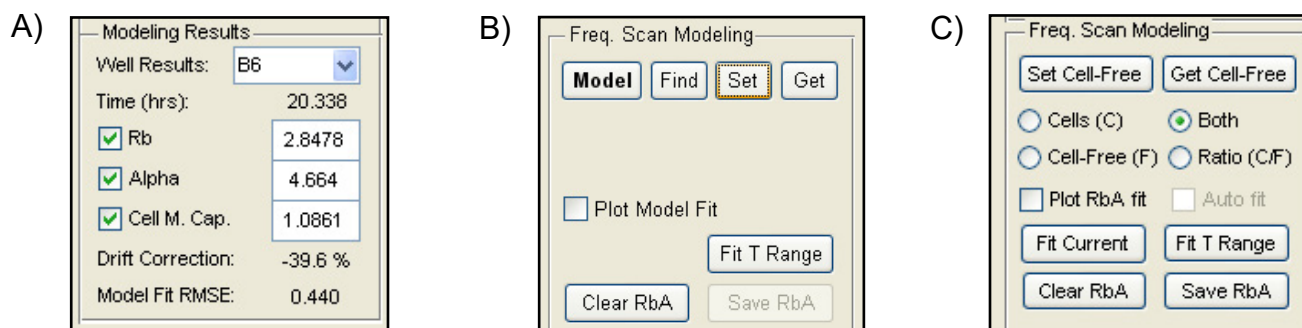 A)
Modeling Results
Well Results: B6
Time (hrs): 20.338
Rb 2.8478
Alpha 4.664
Cell M. Cap. 1.0861
Drift Correction: -39.6 %
Model Fit RMSE: 0.440
B)
Freq. Scan Modeling
Model Find Set Get
Plot Model Fit
Fit T Range
Clear RbA Save RbA
C)
Freq. Scan Modeling
Set Cell-Free Get Cell-Free
Cells (C) Both
Cell-Free (F) Ratio (C/F)
Plot RbA fit Auto fit
Fit Current Fit T Range
Clear RbA Save RbA